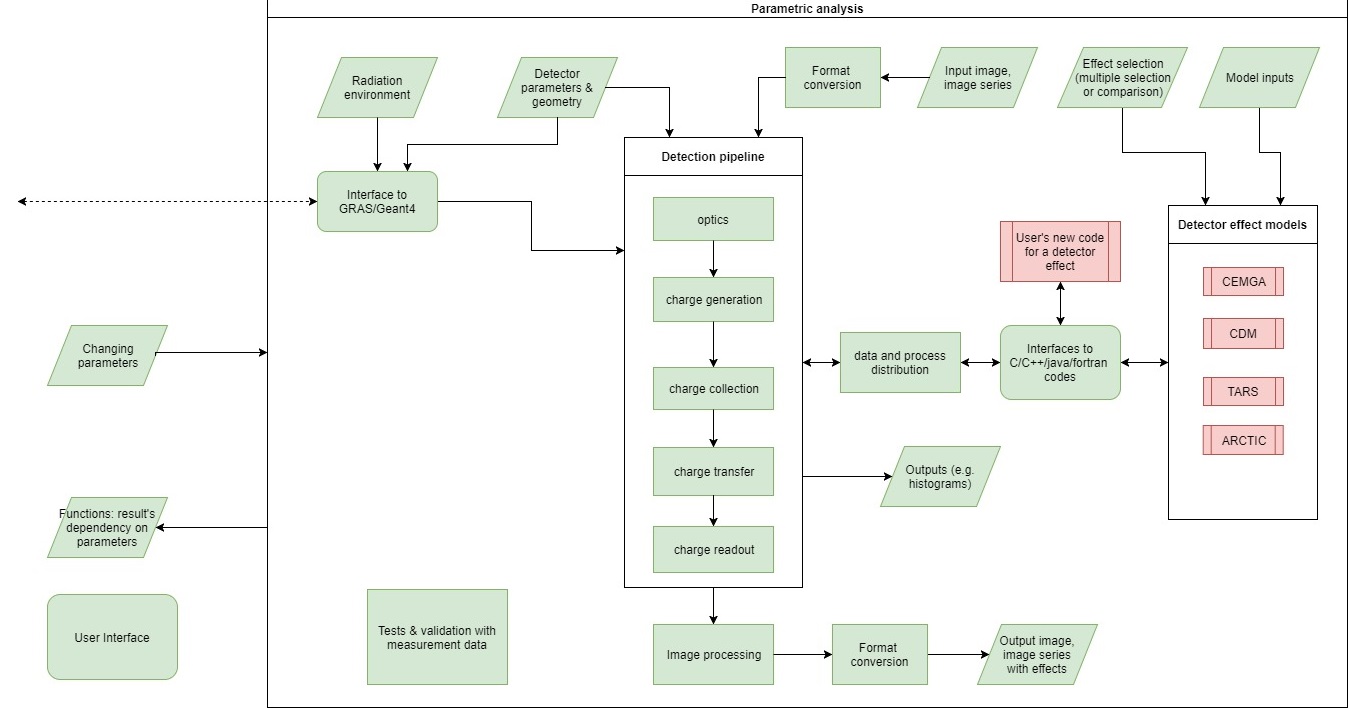 Parametric analysis
Radiation
environment
Detector
parameters &
geometry
Format
conversion
Input image,
image series
Effect selection
(multiple selection
or comparison)
Model inputs
Detection pipeline
Interface to
GRAS/Geant4
optics
User's new code
for a detector
effect
Detector effect models
CEMGA
charge generation
CDM
Changing
parameters
data and process
distribution
Interfaces to
C/C++/java/fortran
codes
charge collection
TARS
ARCTIC
charge transfer
Outputs (e.g.
histograms)
Functions: result's
dependency on
parameters
charge readout
User Interface
Tests & validation with
measurement data
Image processing
Format
conversion
Output image,
image series
with effects